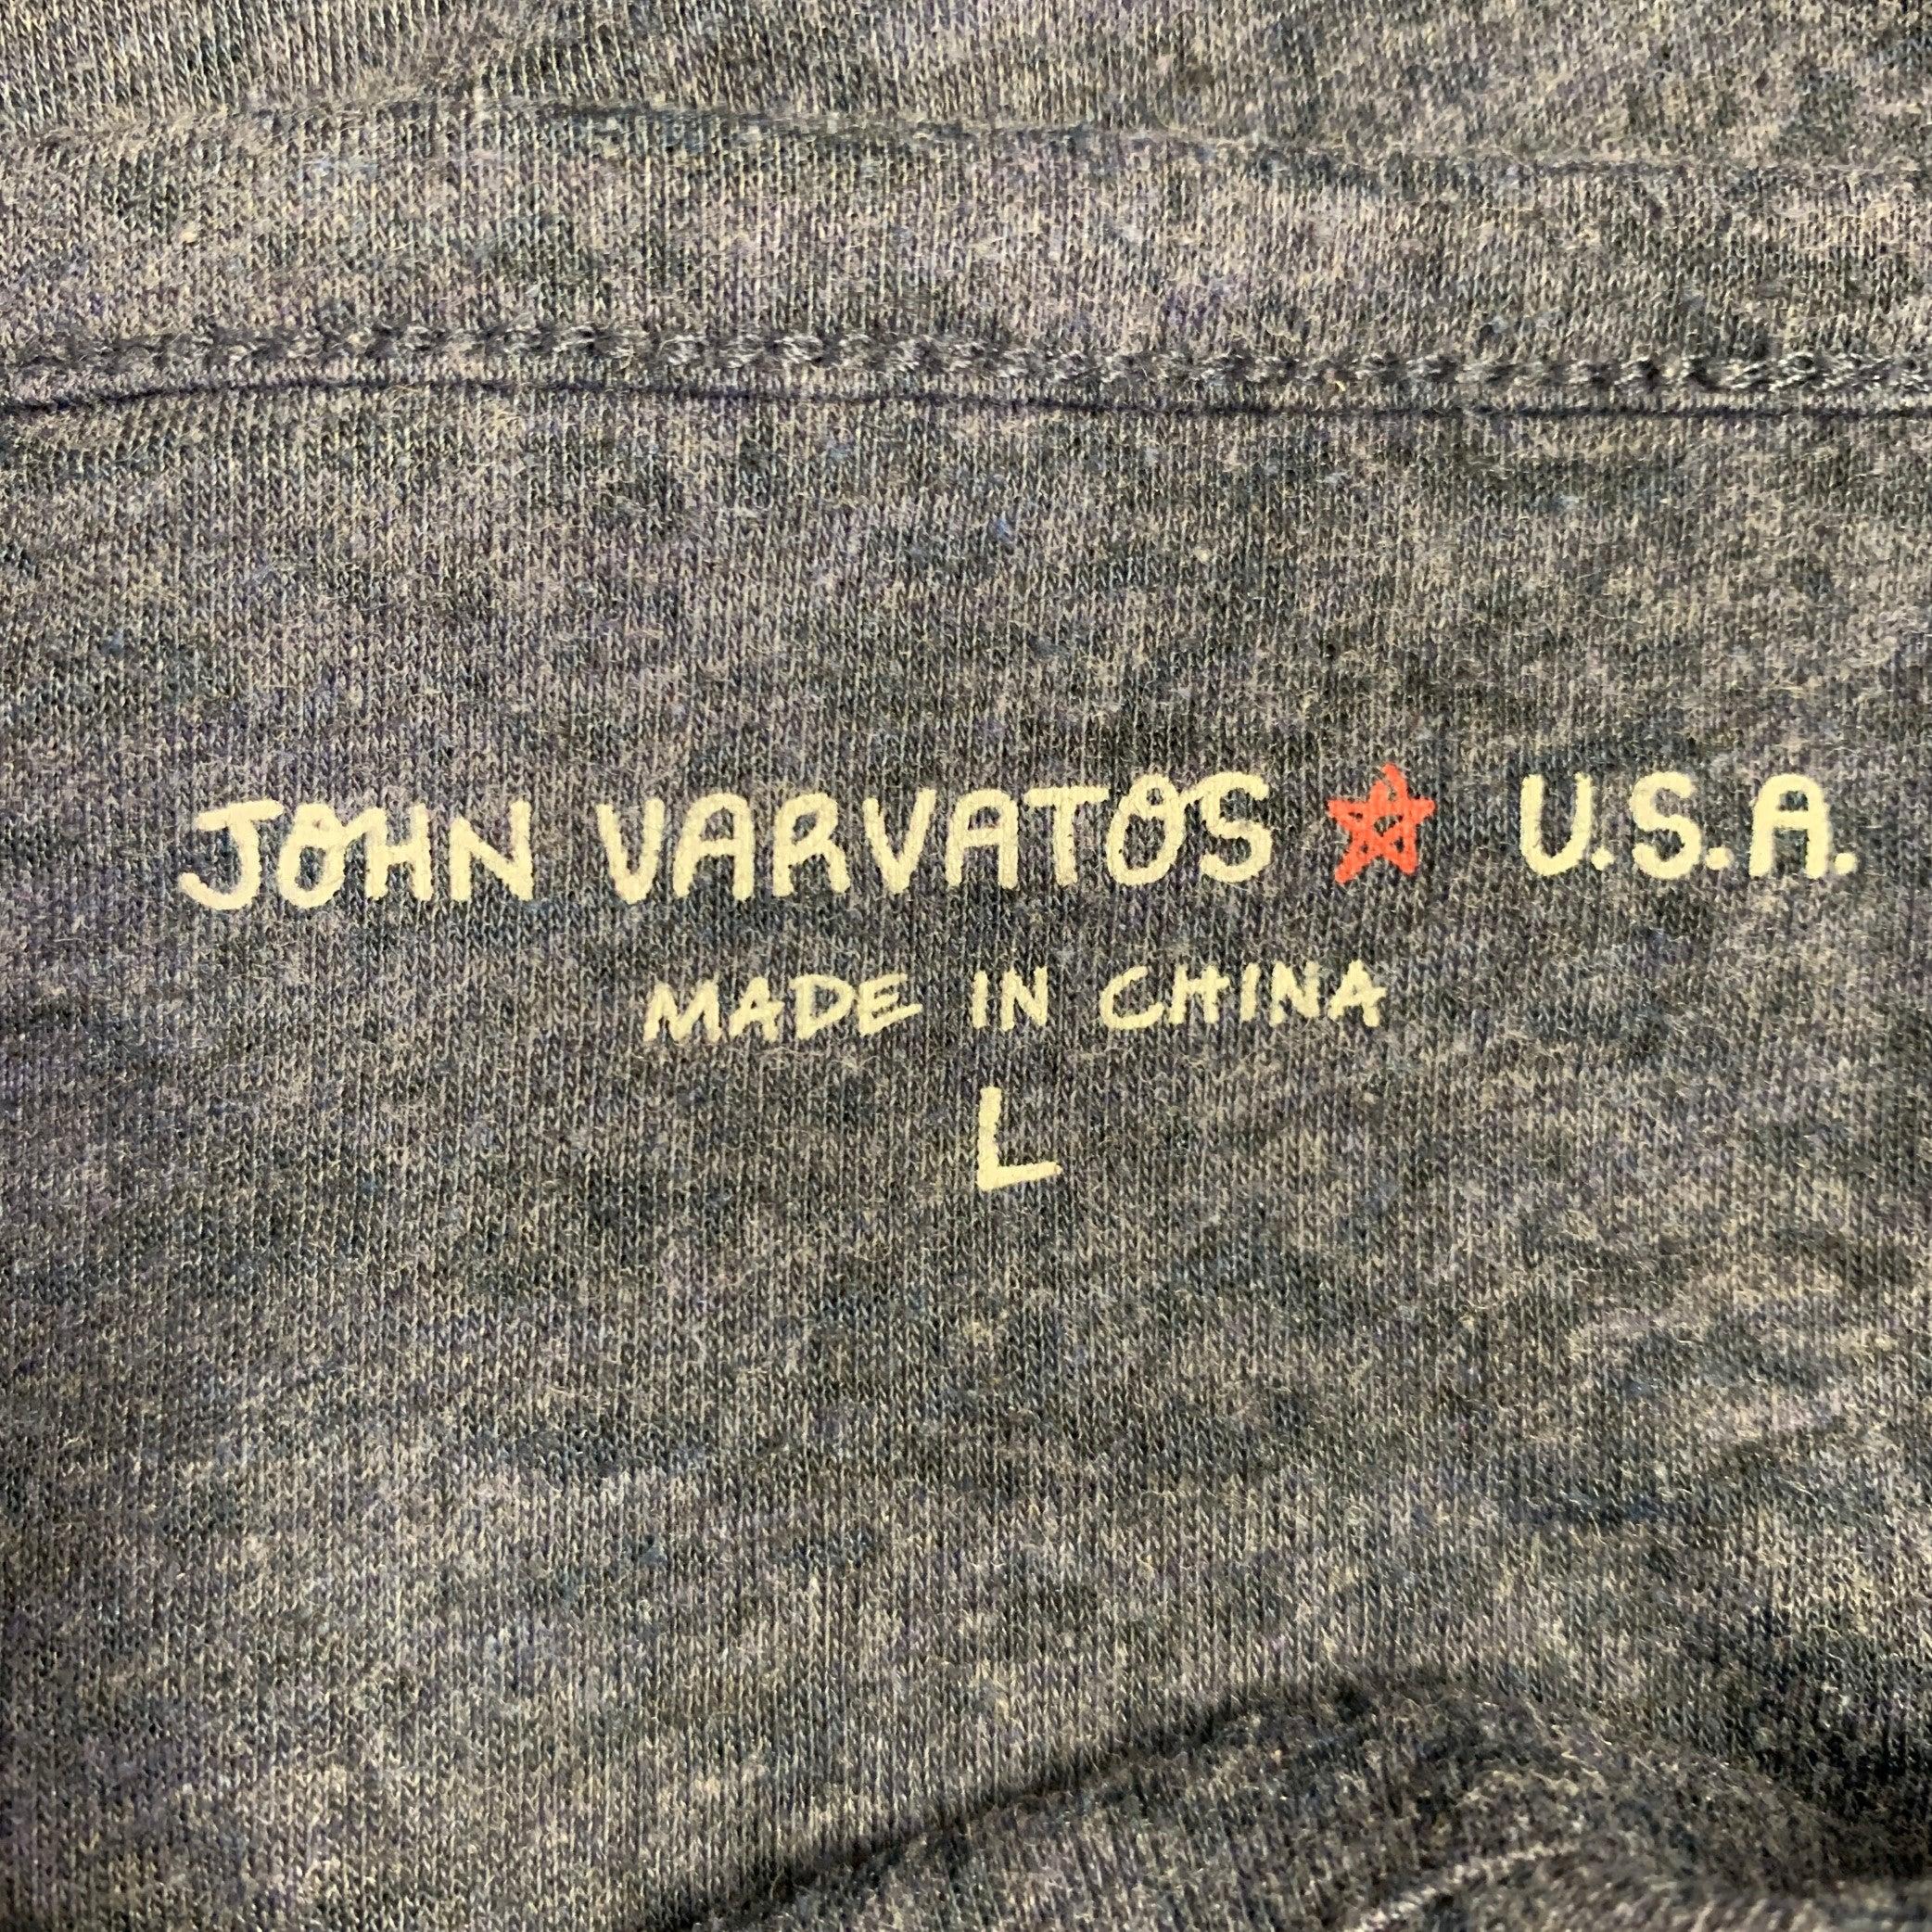 JOHN VARVATOS ★ U.S.A.
MADE IN CHINA
L